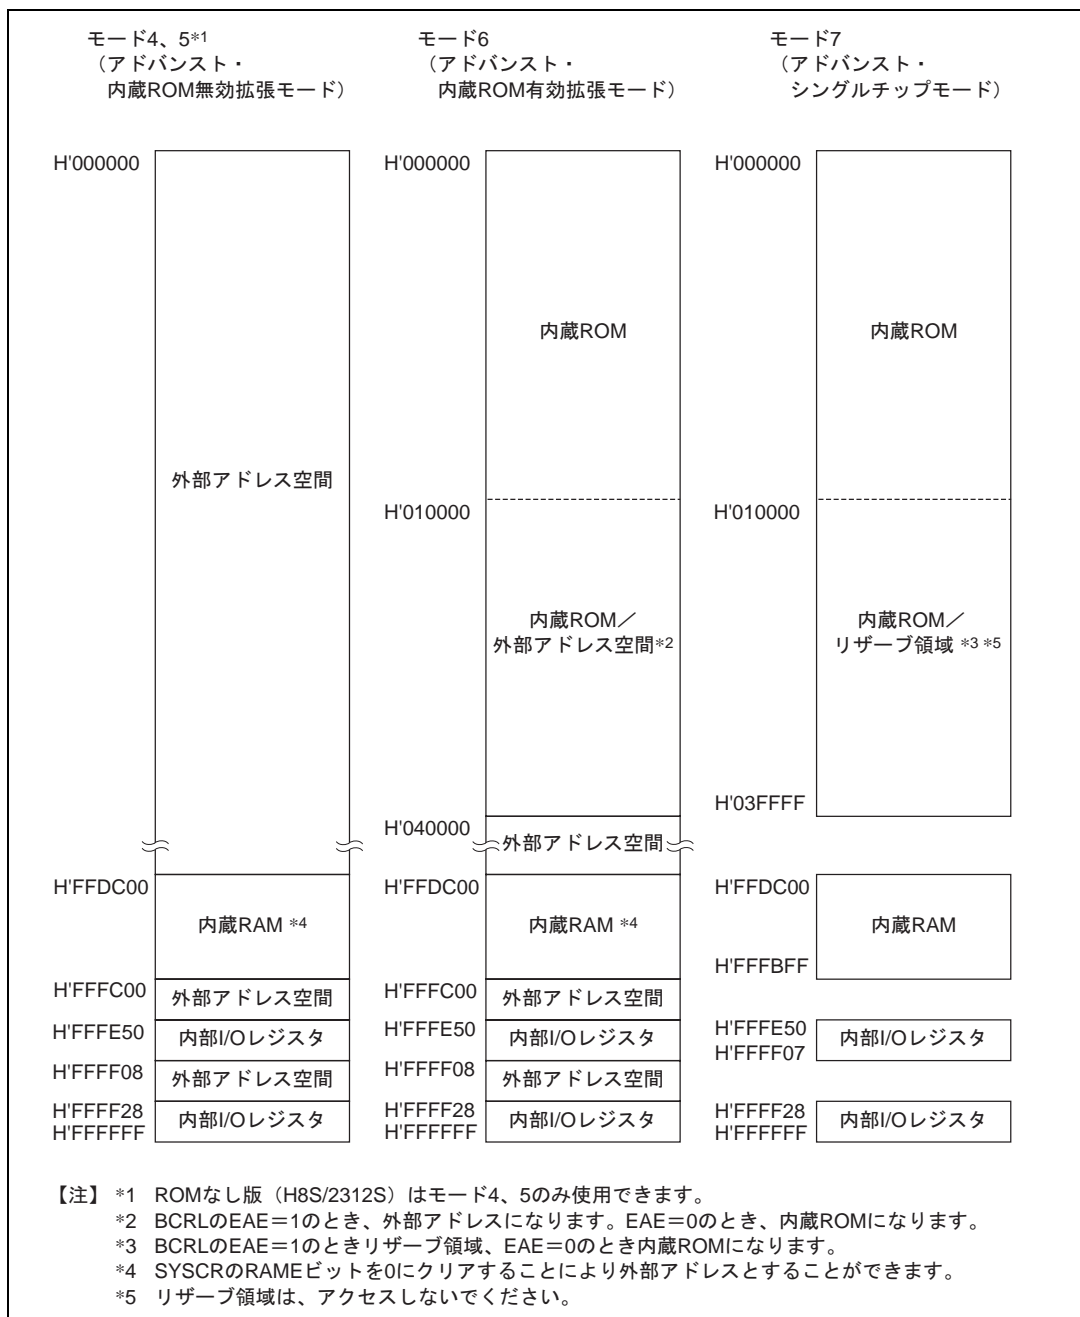 モード4、5*1
（アドバンスト・
内蔵ROM無効拡張モード）
H'000000
外部アドレス空間
H'FFDC00
内蔵RAM *4
H'FFFC00
外部アドレス空間
H'FFFE50
内部I/Oレジスタ
H'FFFF08
外部アドレス空間
H'FFFF28
H'FFFFFF
内部I/Oレジスタ
モード6
（アドバンスト・
内蔵ROM有効拡張モード）
H'000000
内蔵ROM
H'010000
内蔵ROM／
外部アドレス空間*2
H'040000
外部アドレス空間
H'FFDC00
内蔵RAM *4
H'FFFC00
外部アドレス空間
H'FFFE50
内部I/Oレジスタ
H'FFFF08
外部アドレス空間
H'FFFF28
H'FFFFFF
内部I/Oレジスタ
モード7
（アドバンスト・
シングルチップモード）
H'000000
内蔵ROM
H'010000
内蔵ROM／
リザーブ領域 *3 *5
H'03FFFF
H'FFDC00
内蔵RAM
H'FFFBFF
H'FFFE50
H'FFFF07
内部I/Oレジスタ
H'FFFF28
H'FFFFFF
内部I/Oレジスタ
【注】 *1 ROMなし版（H8S/2312S）はモード4、5のみ使用できます。
*2 BCRLのEAE＝1のとき、外部アドレスになります。EAE＝0のとき、内蔵ROMになります。
*3 BCRLのEAE＝1のときリザーブ領域、EAE＝0のとき内蔵ROMになります。
*4 SYSCRのRAMEビットを0にクリアすることにより外部アドレスとすることができます。
*5 リザーブ領域は、アクセスしないでください。